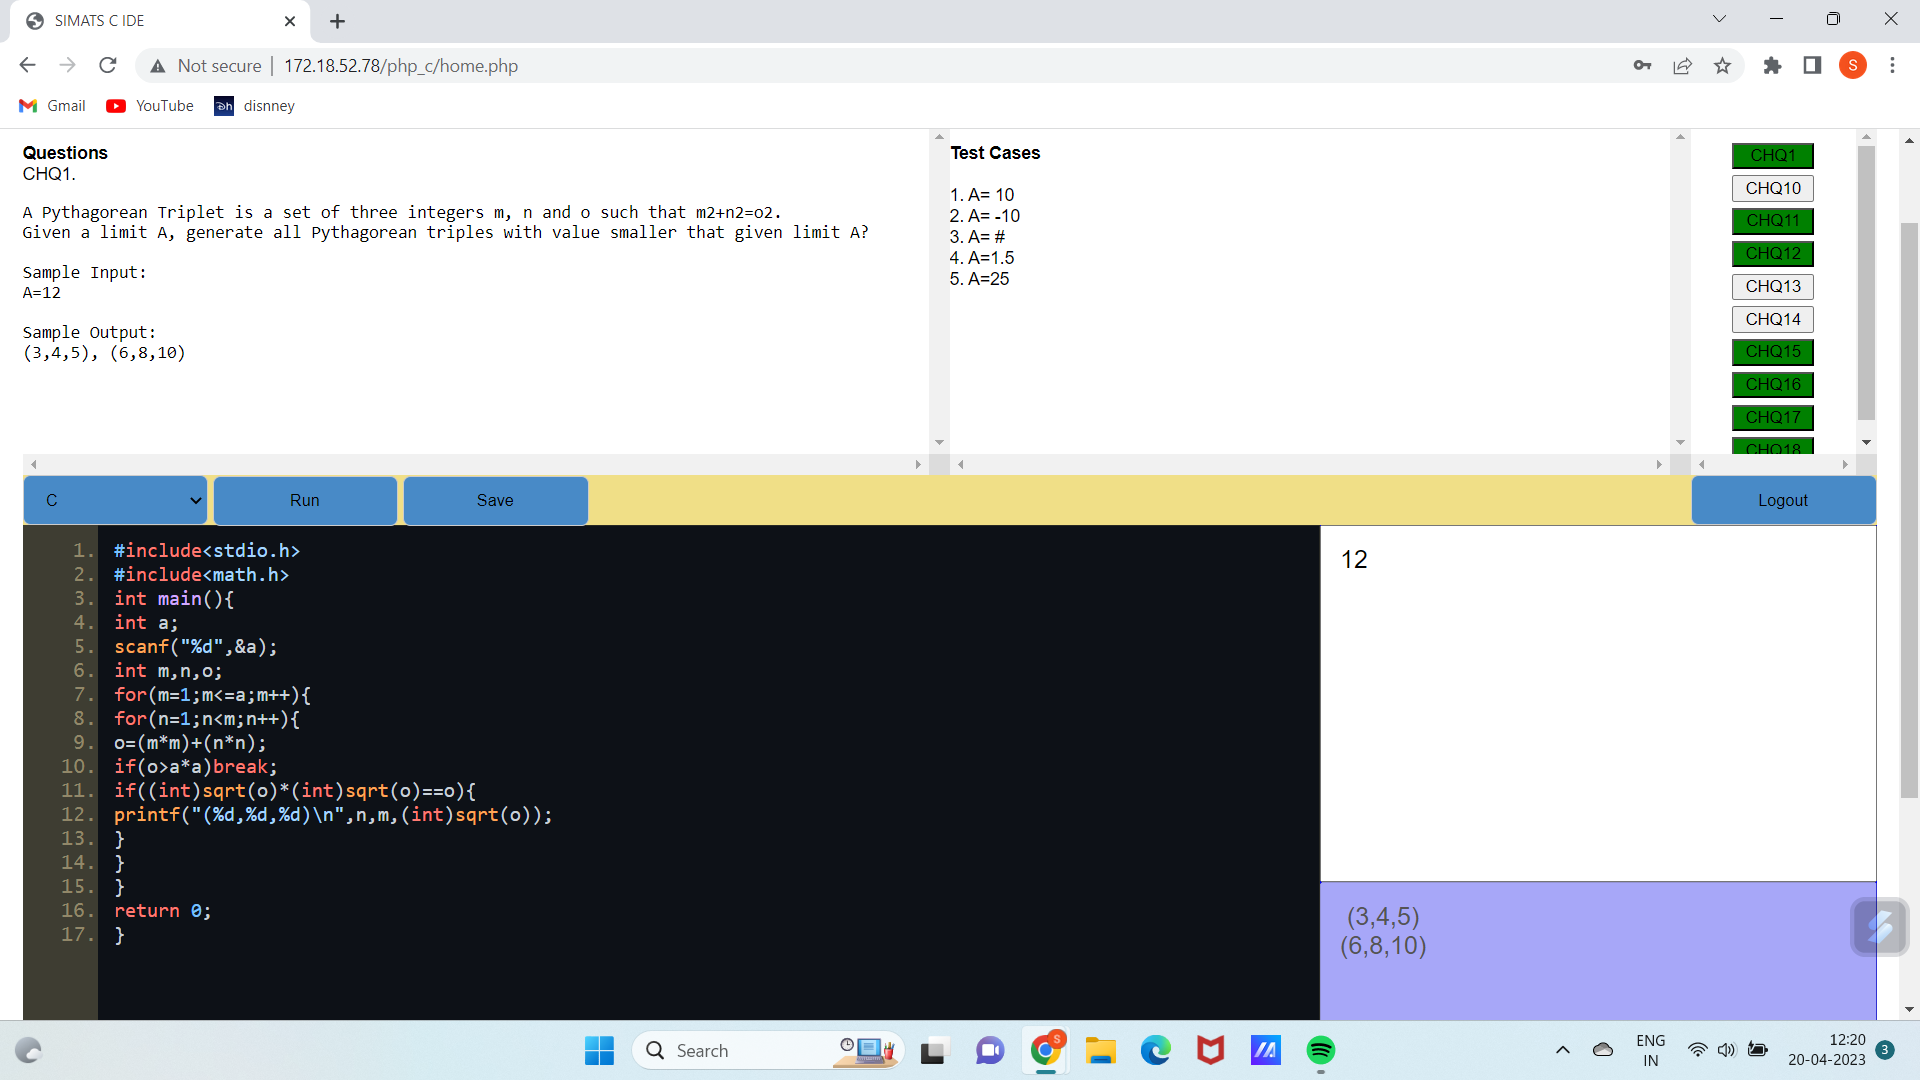 SIMATS C IDE
Not secure
172.18.52.78/php_c/home.php
S
Gmail
YouTube
disnney
Questions
CHQ1.
A Pythagorean Triplet is a set of three integers m, n and o such that m2+n2=o2.
Given a limit A, generate all Pythagorean triples with value smaller that given limit A?
Sample Input:
A=12
Sample Output:
(3,4,5), (6,8,10)
Test Cases
1. A= 10
2. A= -10
3. A= #
4. A=1.5
5. A=25
CHQ1
CHQ10
CHQ11
CHQ12
CHQ13
CHQ14
CHQ15
CHQ16
CHQ17
CHQ18
C
Run
Save
Logout
1. #include<stdio.h>
2. #include<math.h>
3. int main(){
4. int a;
5. scanf("%d",&a);
6. int m,n,o;
7. for(m=1;m<=a;m++){
8. for(n=1;n<m;n++){
9. o=(m*m)+(n*n);
10. if(o>a*a)break;
11. if((int)sqrt(o)*(int)sqrt(o)==o){
12. printf("(%d,%d,%d)\n",n,m,(int)sqrt(o));
13. }
14. }
15. }
16. return 0;
17. }
12
(3,4,5)
(6,8,10)
Search
S
ENG
IN
12:20
20-04-2023
3